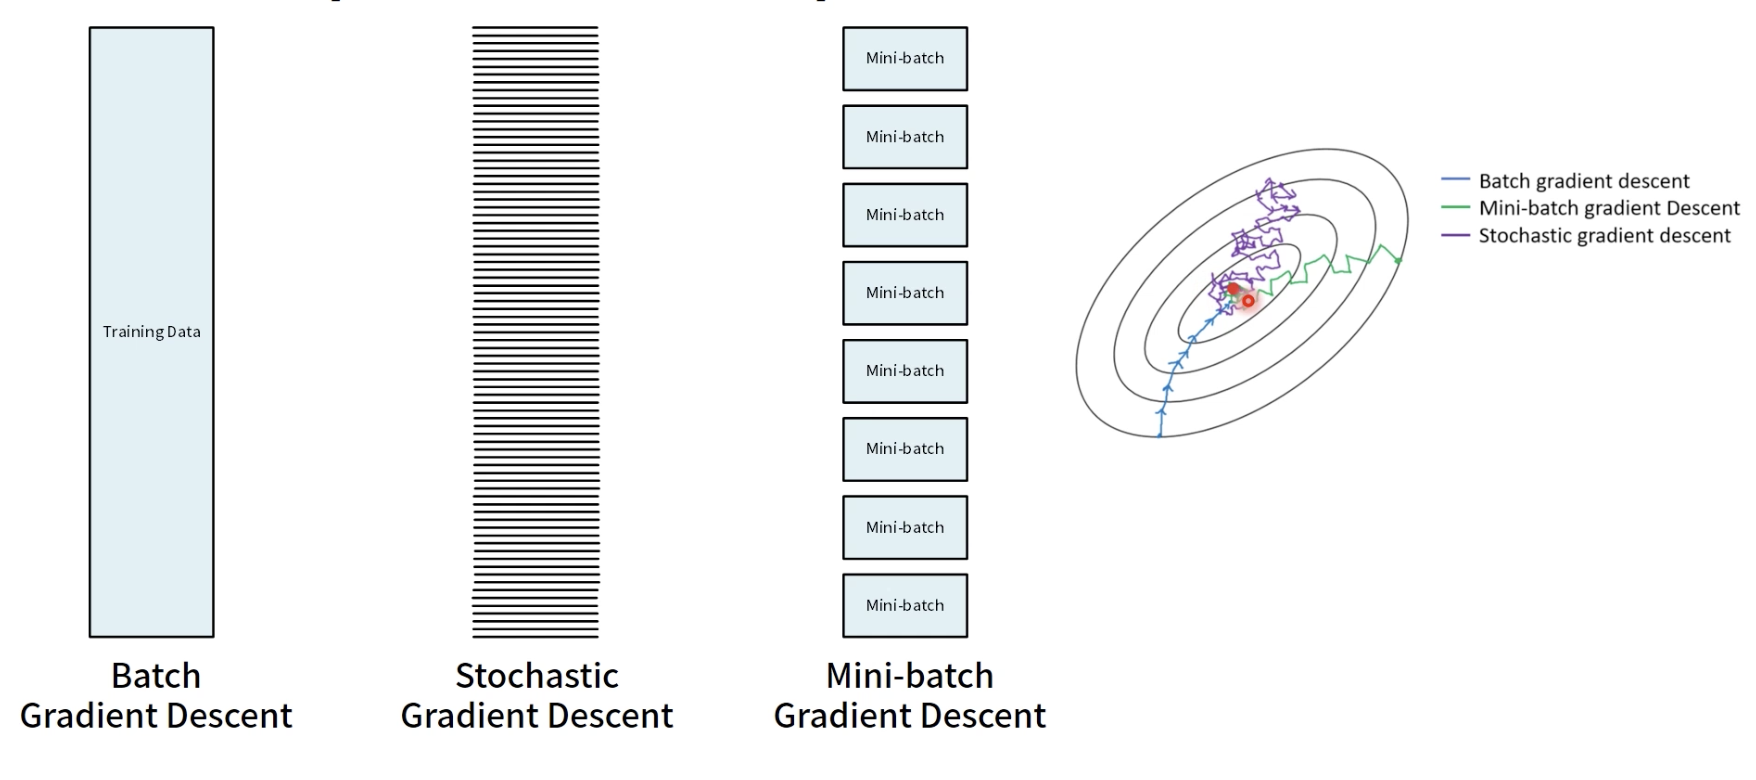 Training Data
Batch
Gradient Descent
Stochastic
Gradient Descent
Mini-batch
Mini-batch
Mini-batch
Mini-batch
Mini-batch
Mini-batch
Mini-batch
Mini-batch
Mini-batch
Gradient Descent
Batch gradient descent
Mini-batch gradient Descent
Stochastic gradient descent